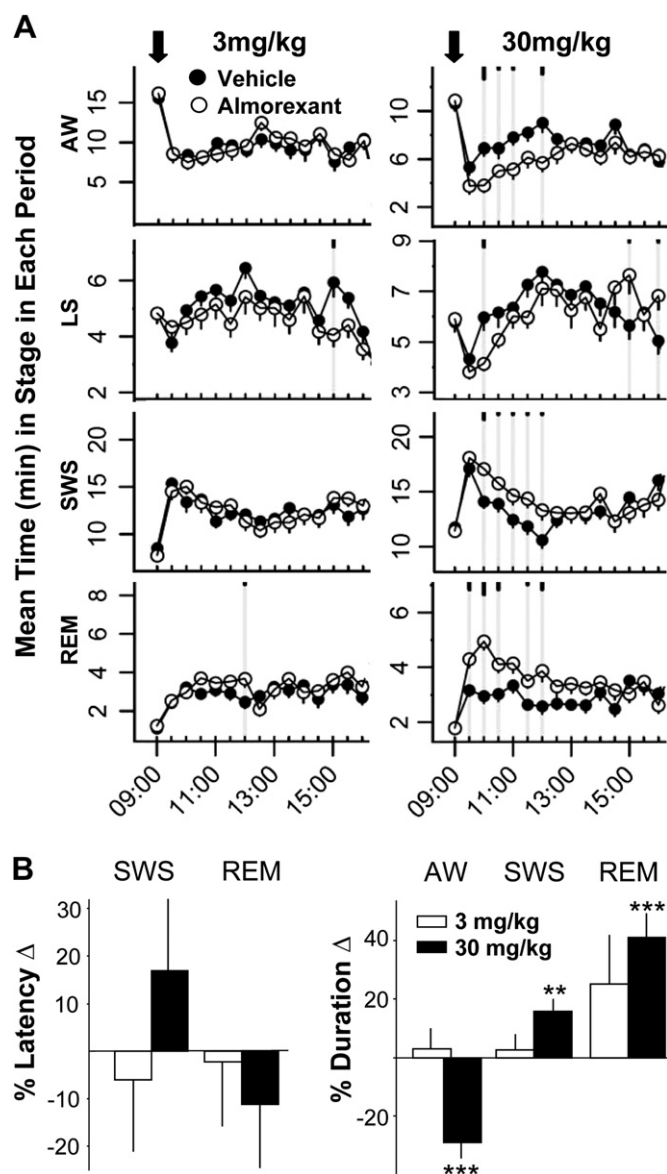 A
3mg/kg
30mg/kg
Vehicle
Almorexant
Mean Time (min) in Stage in Each Period
AW
15
10
5
10
6
2
LS
6
4
2
9
7
5
3
SWS
20
15
10
20
15
10
REM
8
6
4
2
6
4
2
09:00
11:00
13:00
15:00
09:00
11:00
13:00
15:00
B
SWS
REM
AW
SWS
REM
% Latency Δ
30
20
10
-10
-20
% Duration Δ
40
20
-20
3 mg/kg
30 mg/kg
***
**
***